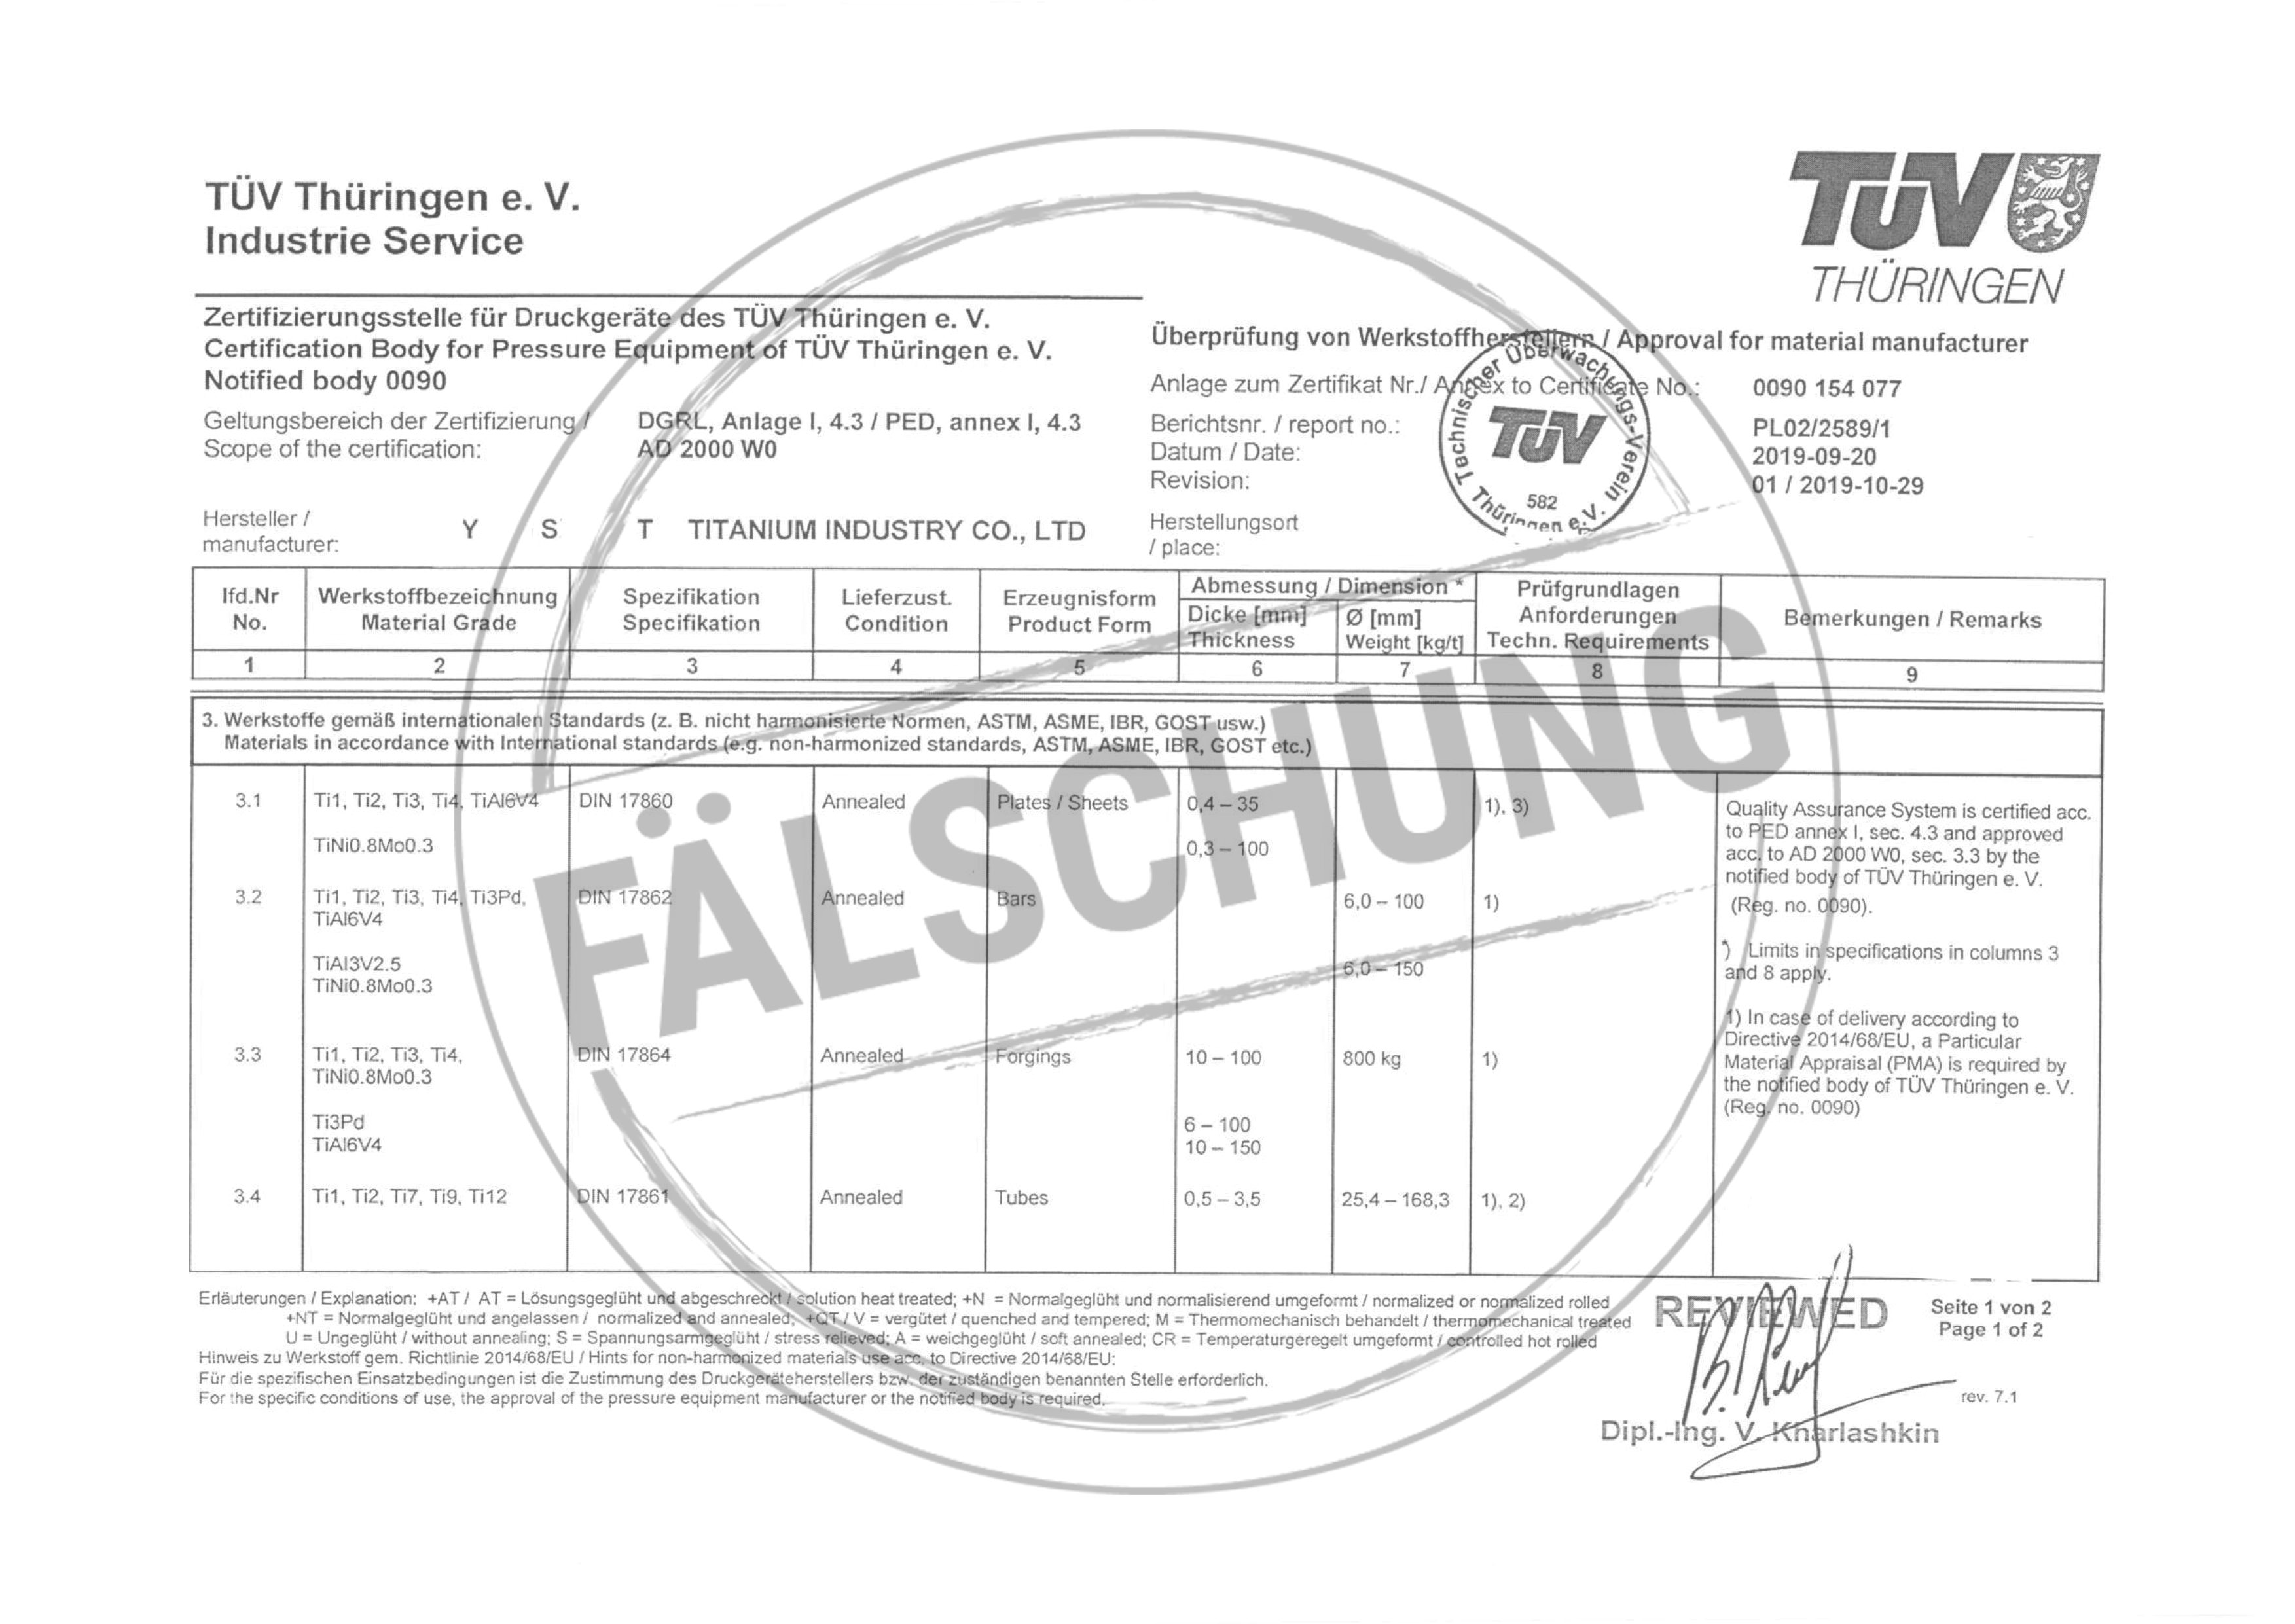 TÜV Thüringen e. V.
Industrie Service
TÜV
THÜRINGEN
Zertifizierungsstelle für Druckgeräte des TÜV Thüringen e. V.
Certification Body for Pressure Equipment of TÜV Thüringen e. V.
Notified body 0090
Geltungsbereich der Zertifizierung / DGRL, Anlage I, 4.3 / PED, annex I, 4.3
Scope of the certification: AD 2000 W0
Hersteller /
manufacturer: Y S T TITANIUM INDUSTRY CO., LTD
Überprüfung von Werkstoffherstellern / Approval for material manufacturer
Anlage zum Zertifikat Nr./ Annex to Certificate No.: 0090 154 077
Berichtsnr. / report no.: PL02/2589/1
Datum / Date: 2019-09-20
Revision: 01 / 2019-10-29
Herstellungsort
/ place:
Technischer Überwachungs-Verein
TÜV
582
Thüringen e.V.
lfd.Nr Werkstoffbezeichnung Spezifikation Lieferzust. Erzeugnisform Abmessung / Dimension * Prüfgrundlagen Bemerkungen / Remarks
No. Material Grade Specifikation Condition Product Form Dicke [mm] Ø [mm] Anforderungen
Thickness Weight [kg/t] Techn. Requirements
1 2 3 4 5 6 7 8 9
3. Werkstoffe gemäß internationalen Standards (z. B. nicht harmonisierte Normen, ASTM, ASME, IBR, GOST usw.)
Materials in accordance with International standards (e.g. non-harmonized standards, ASTM, ASME, IBR, GOST etc.)
3.1 Ti1, Ti2, Ti3, Ti4, TiAl6V4 DIN 17860 Annealed Plates / Sheets 0,4 – 35 1), 3)
TiNi0.8Mo0.3 0,3 – 100
3.2 Ti1, Ti2, Ti3, Ti4, Ti3Pd, DIN 17862 Annealed Bars 6,0 – 100 1)
TiAl6V4
TiAl3V2.5 6,0 – 150
TiNi0.8Mo0.3
3.3 Ti1, Ti2, Ti3, Ti4, DIN 17864 Annealed Forgings 10 – 100 800 kg 1)
TiNi0.8Mo0.3
Ti3Pd 6 – 100
TiAl6V4 10 – 150
3.4 Ti1, Ti2, Ti7, Ti9, Ti12 DIN 17861 Annealed Tubes 0,5 – 3,5 25,4 – 168,3 1), 2)
Quality Assurance System is certified acc.
to PED annex I, sec. 4.3 and approved
acc. to AD 2000 W0, sec. 3.3 by the
notified body of TÜV Thüringen e. V.
(Reg. no. 0090).
*) Limits in specifications in columns 3
and 8 apply.
1) In case of delivery according to
Directive 2014/68/EU, a Particular
Material Appraisal (PMA) is required by
the notified body of TÜV Thüringen e. V.
(Reg. no. 0090)
FÄLSCHUNG
Erläuterungen / Explanation: +AT / AT = Lösungsgeglüht und abgeschreckt / solution heat treated; +N = Normalgeglüht und normalisierend umgeformt / normalized or normalized rolled
+NT = Normalgeglüht und angelassen / normalized and annealed; +QT / V = vergütet / quenched and tempered; M = Thermomechanisch behandelt / thermomechanical treated
U = Ungeglüht / without annealing; S = Spannungsarmgeglüht / stress relieved; A = weichgeglüht / soft annealed; CR = Temperaturgeregelt umgeformt / controlled hot rolled
Hinweis zu Werkstoff gem. Richtlinie 2014/68/EU / Hints for non-harmonized materials use acc. to Directive 2014/68/EU:
Für die spezifischen Einsatzbedingungen ist die Zustimmung des Druckgeräteherstellers bzw. der zuständigen benannten Stelle erforderlich.
For the specific conditions of use, the approval of the pressure equipment manufacturer or the notified body is required.
REVIEWED
Seite 1 von 2
Page 1 of 2
rev. 7.1
Dipl.-Ing. V. Kharlashkin